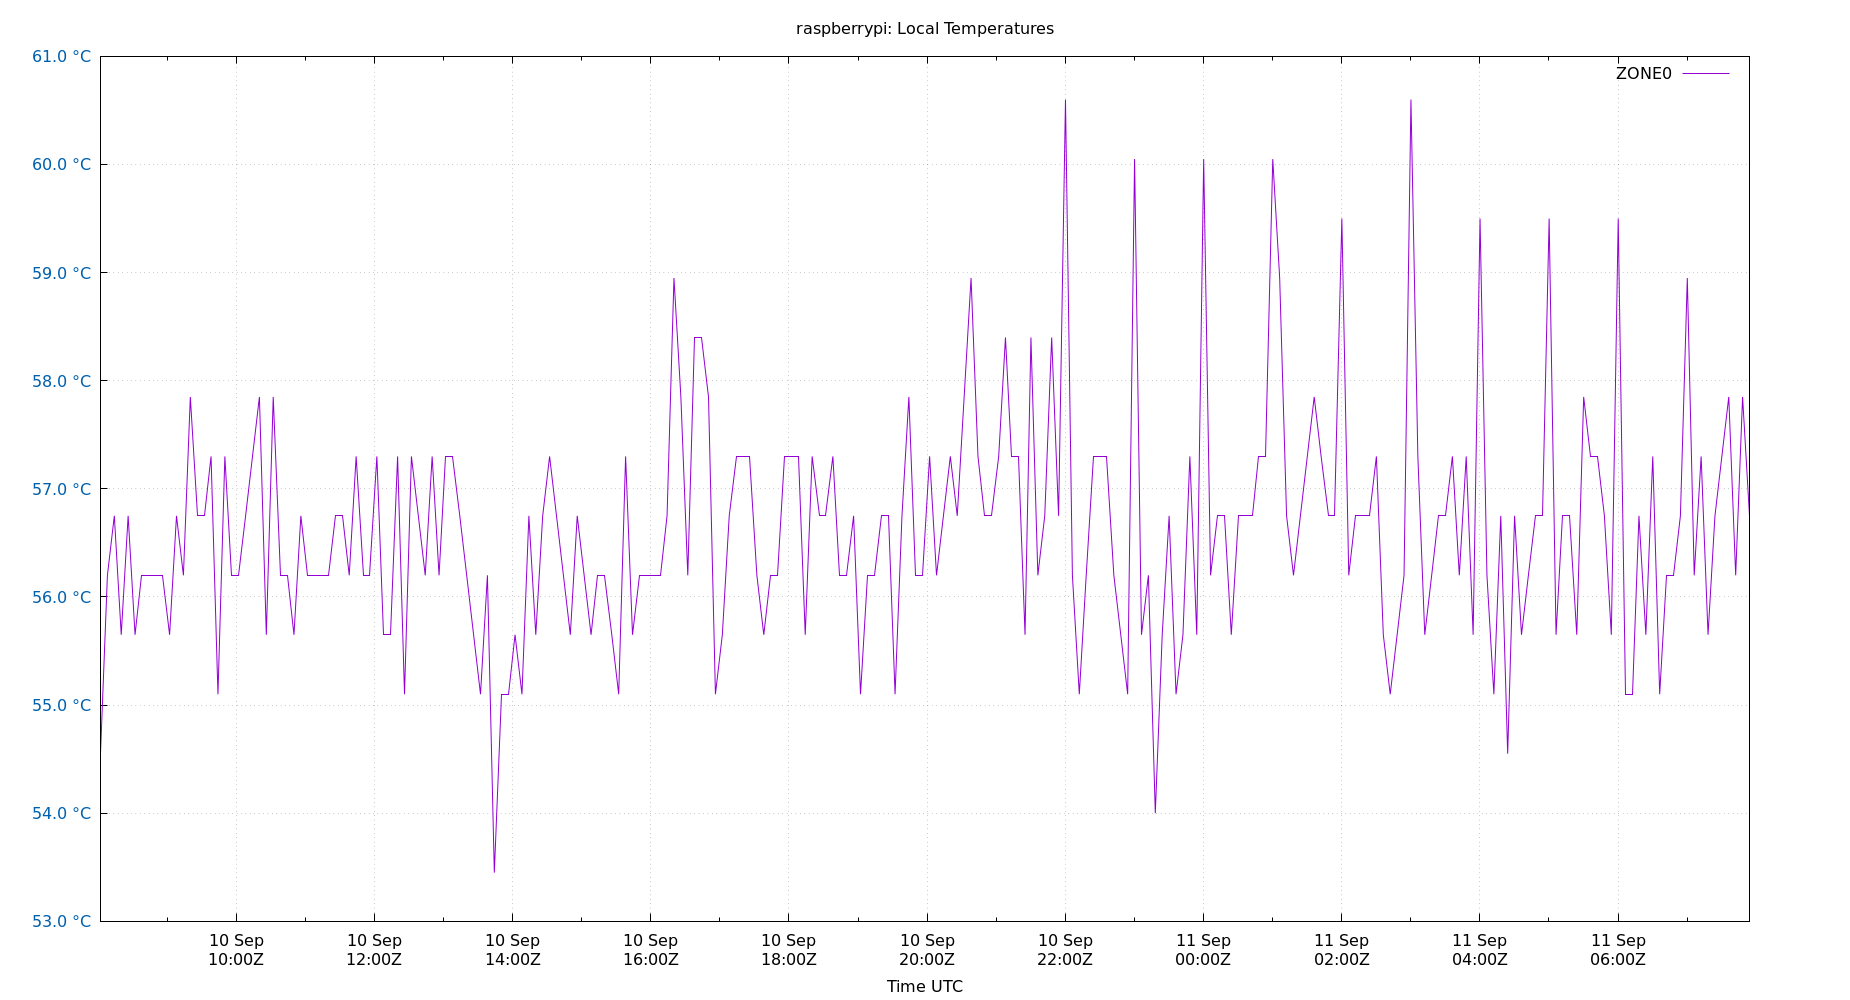 raspberrypi: Local Temperatures
61.0 °C
ZONE0
60.0 °C
59.0 °C
58.0 °C
57.0 °C
56.0 °C
55.0 °C
54.0 °C
53.0 °C
10 Sep 10 Sep 10 Sep 10 Sep 10 Sep 10 Sep 10 Sep 11 Sep 11 Sep 11 Sep 11 Sep
10:00Z 12:00Z 14:00Z 16:00Z 18:00Z 20:00Z 22:00Z 00:00Z 02:00Z 04:00Z 06:00Z
Time UTC